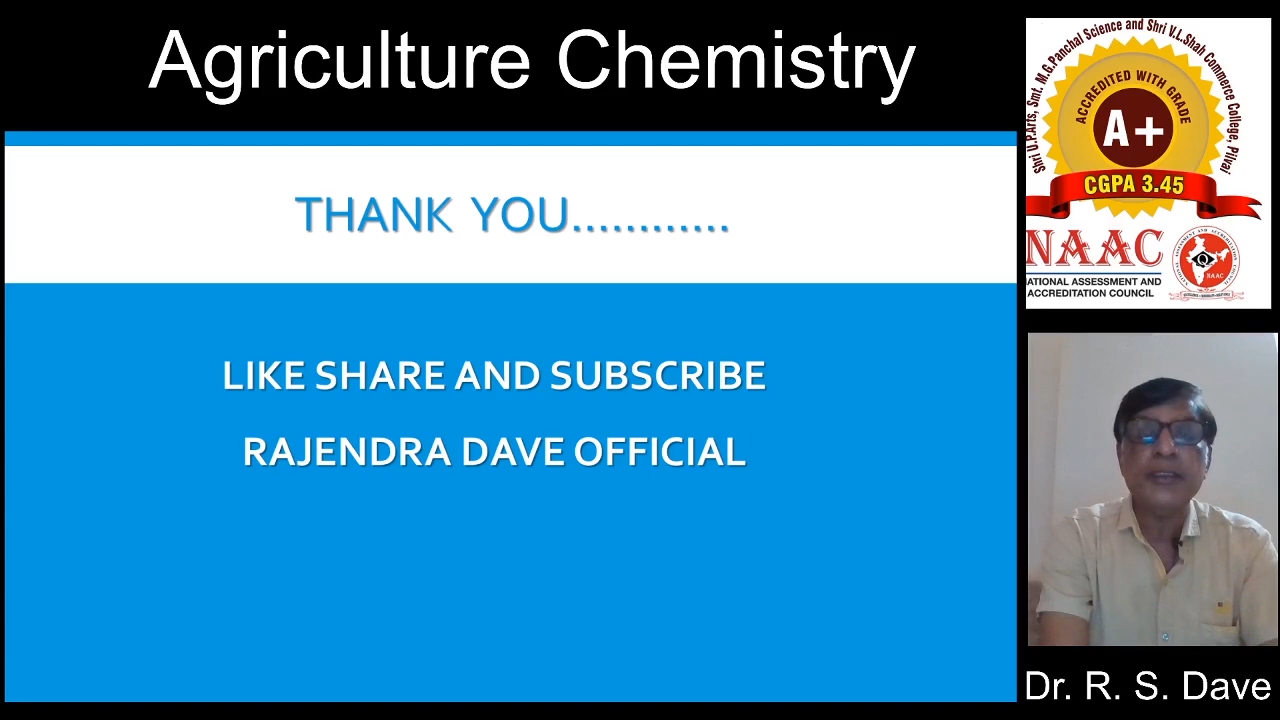 Agriculture Chemistry
THANK YOU............
LIKE SHARE AND SUBSCRIBE
RAJENDRA DAVE OFFICIAL
Shri U.P.Arts, Smt. M.G.Panchal Science and Shri V.L.Shah Commerce College, Pilvai
ACCREDITED WITH GRADE
A+
CGPA 3.45
NAAC
NATIONAL ASSESSMENT AND
ACCREDITATION COUNCIL
NAAC
Dr. R. S. Dave